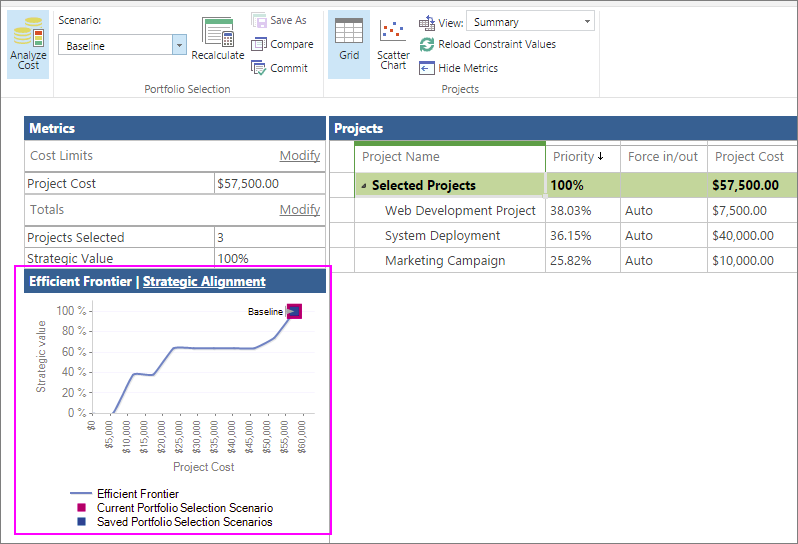 Analyze Cost
Scenario:
Baseline
Recalculate
Save As
Compare
Commit
Portfolio Selection
Grid
Scatter Chart
View: Summary
Reload Constraint Values
Hide Metrics
Projects
Metrics
Cost Limits Modify
Project Cost $57,500.00
Totals Modify
Projects Selected 3
Strategic Value 100%
Projects
Project Name Priority Force in/out Project Cost
Selected Projects 100% $57,500.00
Web Development Project 38.03% Auto $7,500.00
System Deployment 36.15% Auto $40,000.00
Marketing Campaign 25.82% Auto $10,000.00
Efficient Frontier | Strategic Alignment
Baseline
Strategic value
100 %
80 %
60 %
40 %
20 %
0 %
$0 $5,000 $10,000 $15,000 $20,000 $25,000 $30,000 $35,000 $40,000 $45,000 $50,000 $55,000 $60,000
Project Cost
Efficient Frontier
Current Portfolio Selection Scenario
Saved Portfolio Selection Scenarios